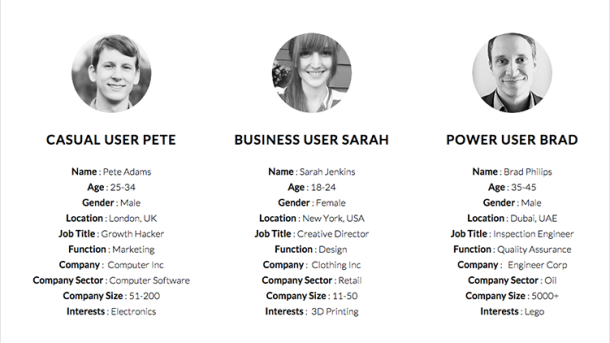 CASUAL USER PETE
Name : Pete Adams
Age : 25-34
Gender : Male
Location : London, UK
Job Title : Growth Hacker
Function : Marketing
Company : Computer Inc
Company Sector : Computer Software
Company Size : 51-200
Interests : Electronics
BUSINESS USER SARAH
Name : Sarah Jenkins
Age : 18-24
Gender : Female
Location : New York, USA
Job Title : Creative Director
Function : Design
Company : Clothing Inc
Company Sector : Retail
Company Size : 11-50
Interests : 3D Printing
POWER USER BRAD
Name : Brad Philips
Age : 35-45
Gender : Male
Location : Dubai, UAE
Job Title : Inspection Engineer
Function : Quality Assurance
Company : Engineer Corp
Company Sector : Oil
Company Size : 5000+
Interests : Lego